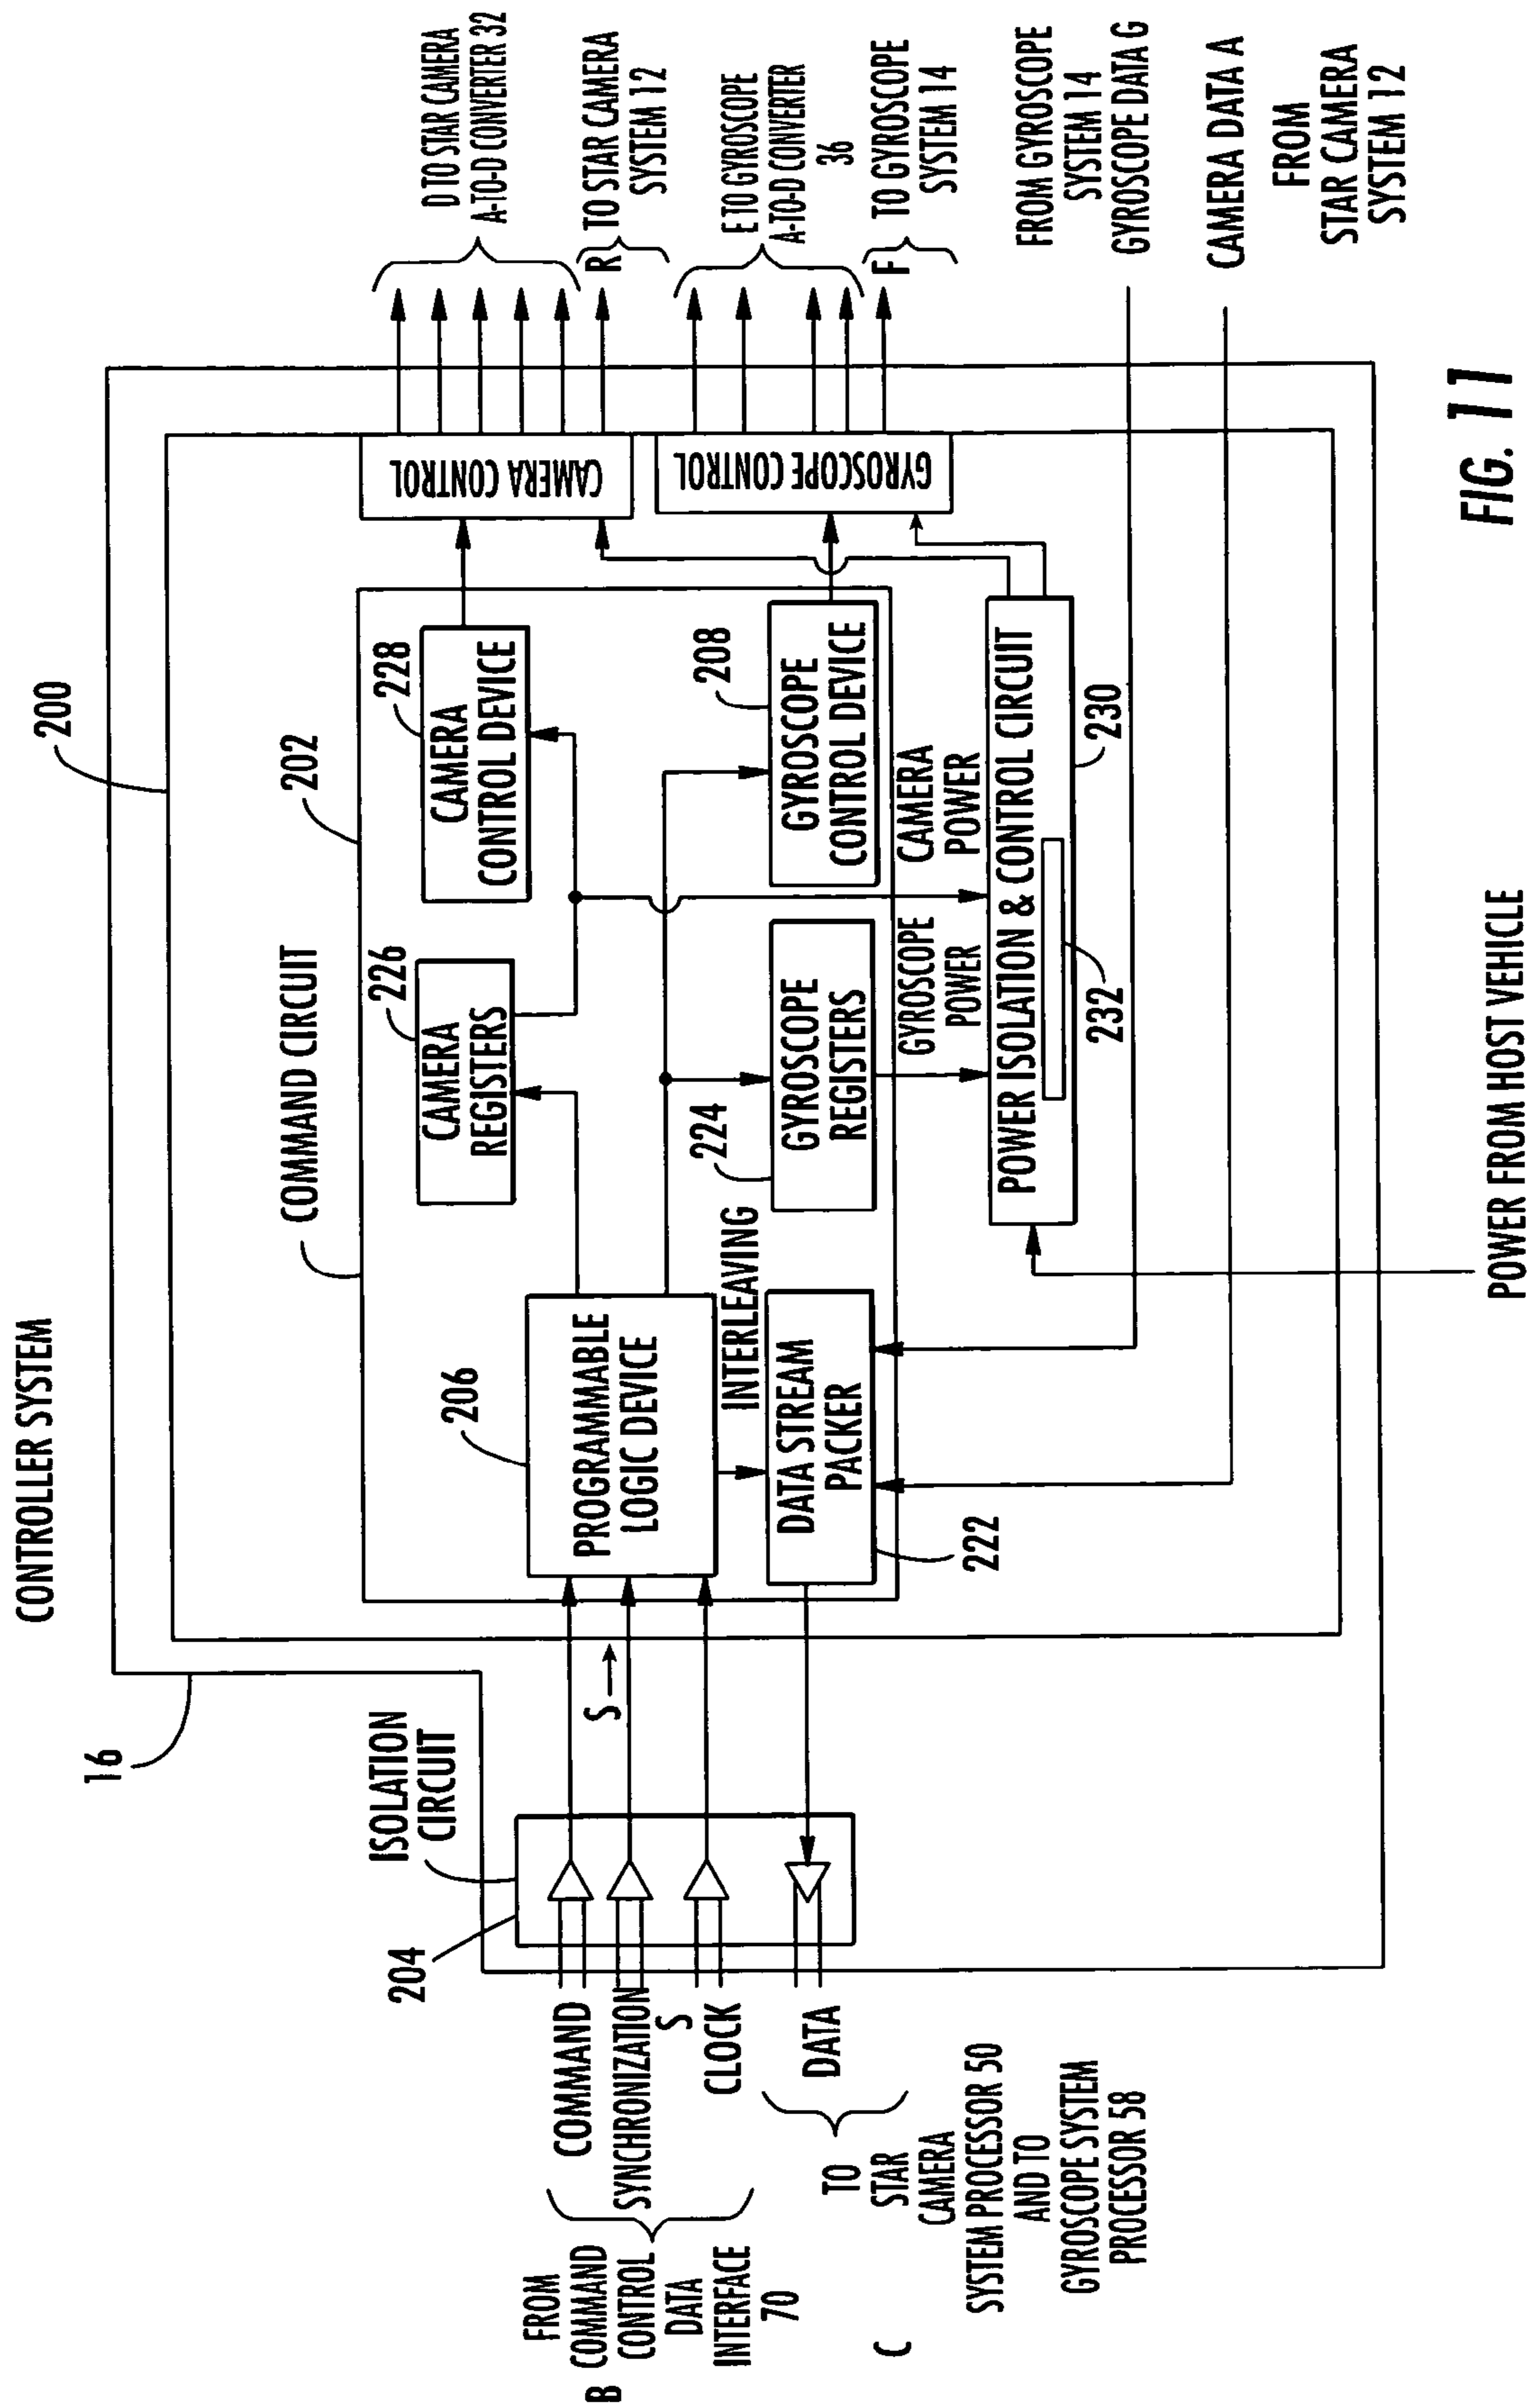 CONTROLLER SYSTEM
16
200
COMMAND CIRCUIT
202
ISOLATION
CIRCUIT
204
FROM
B COMMAND
CONTROL
DATA
INTERFACE
70
COMMAND
SYNCHRONIZATION
S
CLOCK
DATA
S
C
TO
STAR
CAMERA
SYSTEM PROCESSOR 50
AND TO
GYROSCOPE SYSTEM
PROCESSOR 58
206
PROGRAMMABLE
LOGIC DEVICE
INTERLEAVING
DATA STREAM
PACKER
222
226
CAMERA
REGISTERS
228
CAMERA
CONTROL DEVICE
224
GYROSCOPE
REGISTERS
208
GYROSCOPE
CONTROL DEVICE
GYROSCOPE
POWER
CAMERA
POWER
POWER ISOLATION & CONTROL CIRCUIT
232
230
POWER FROM HOST VEHICLE
CAMERA CONTROL
GYROSCOPE CONTROL
D TO STAR CAMERA
A-TO-D CONVERTER 32
R TO STAR CAMERA
SYSTEM 12
E TO GYROSCOPE
A-TO-D CONVERTER
36
F TO GYROSCOPE
SYSTEM 14
FROM GYROSCOPE
SYSTEM 14
GYROSCOPE DATA G
CAMERA DATA A
FROM
STAR CAMERA
SYSTEM 12
FIG. 11